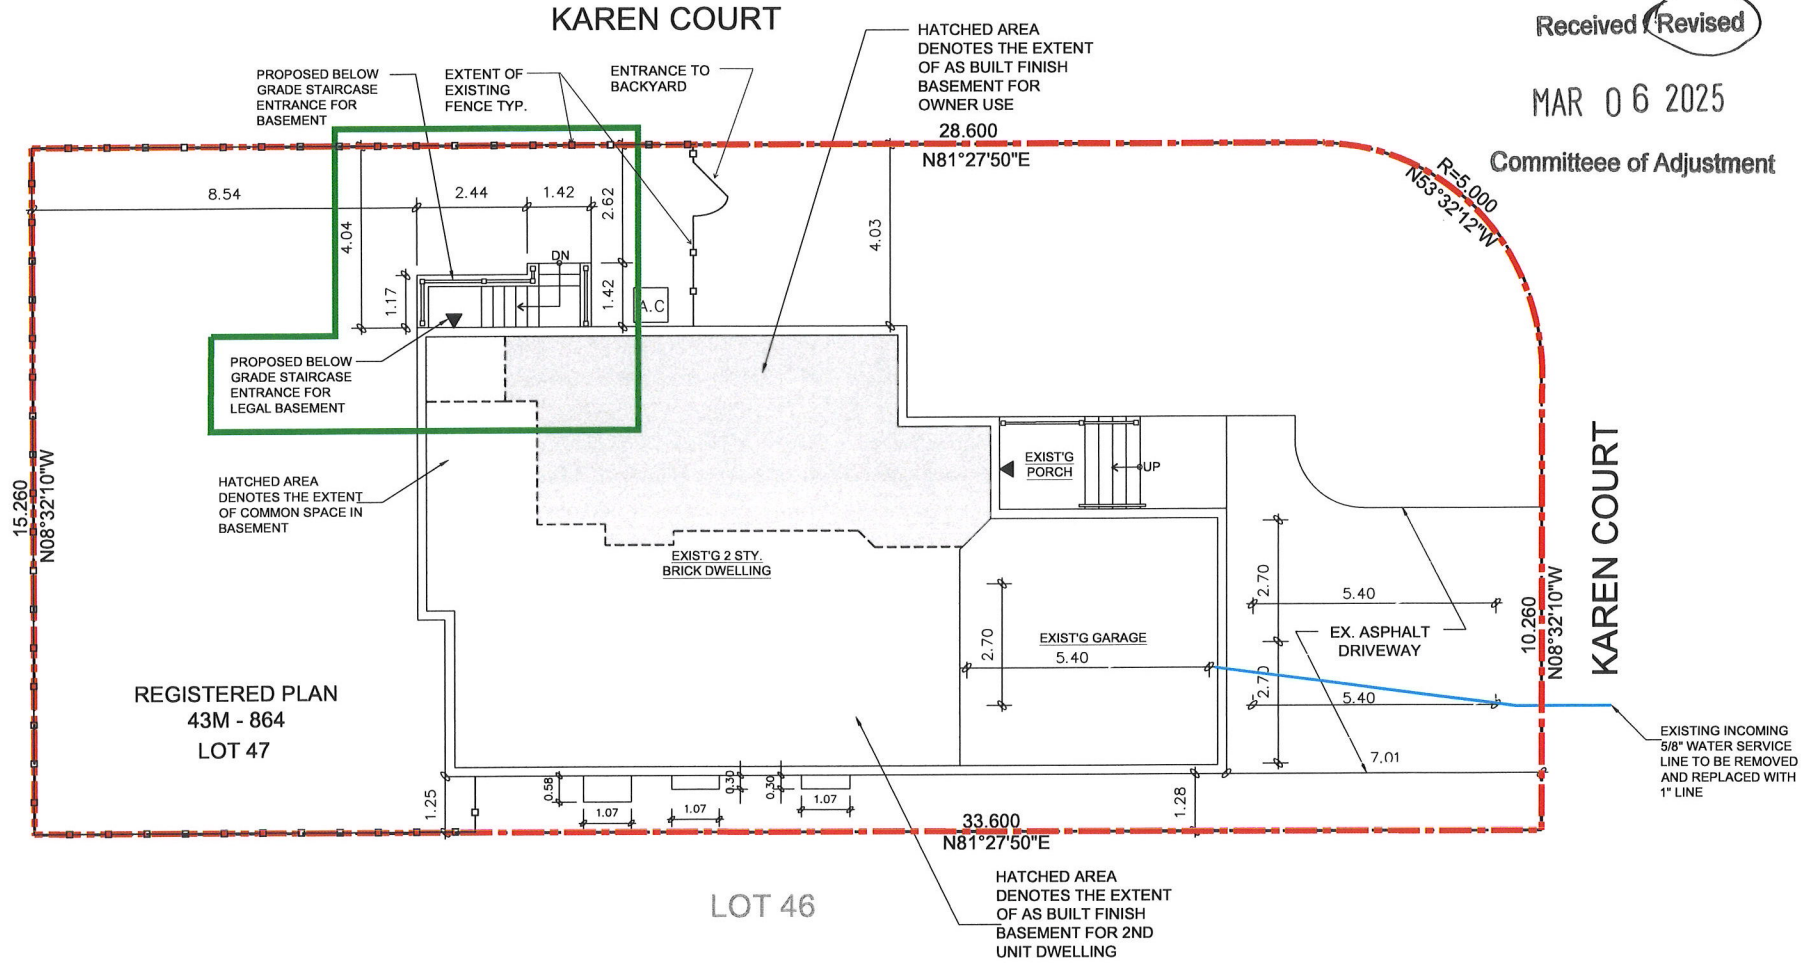 KAREN COURT
Received / Revised
MAR 06 2025
Committeee of Adjustment
PROPOSED BELOW
GRADE STAIRCASE
ENTRANCE FOR
BASEMENT
EXTENT OF
EXISTING
FENCE TYP.
ENTRANCE TO
BACKYARD
HATCHED AREA
DENOTES THE EXTENT
OF AS BUILT FINISH
BASEMENT FOR
OWNER USE
28.600
N81°27'50"E
R=5.000
N53°32'12"W
8.54
2.44
1.42
2.62
4.04
4.03
DN
1.17
1.42
A.C
PROPOSED BELOW
GRADE STAIRCASE
ENTRANCE FOR
LEGAL BASEMENT
HATCHED AREA
DENOTES THE EXTENT
OF COMMON SPACE IN
BASEMENT
15.260
N08°32'10"W
EXIST'G
PORCH
UP
EXIST'G 2 STY.
BRICK DWELLING
EXIST'G GARAGE
2.70
5.40
2.70
5.40
EX. ASPHALT
DRIVEWAY
2.70
5.40
7.01
10.260
N08°32'10"W
KAREN COURT
EXISTING INCOMING
5/8" WATER SERVICE
LINE TO BE REMOVED
AND REPLACED WITH
1" LINE
REGISTERED PLAN
43M - 864
LOT 47
1.25
0.58
1.07
1.07
0.30
0.30
1.07
1.28
33.600
N81°27'50"E
LOT 46
HATCHED AREA
DENOTES THE EXTENT
OF AS BUILT FINISH
BASEMENT FOR 2ND
UNIT DWELLING